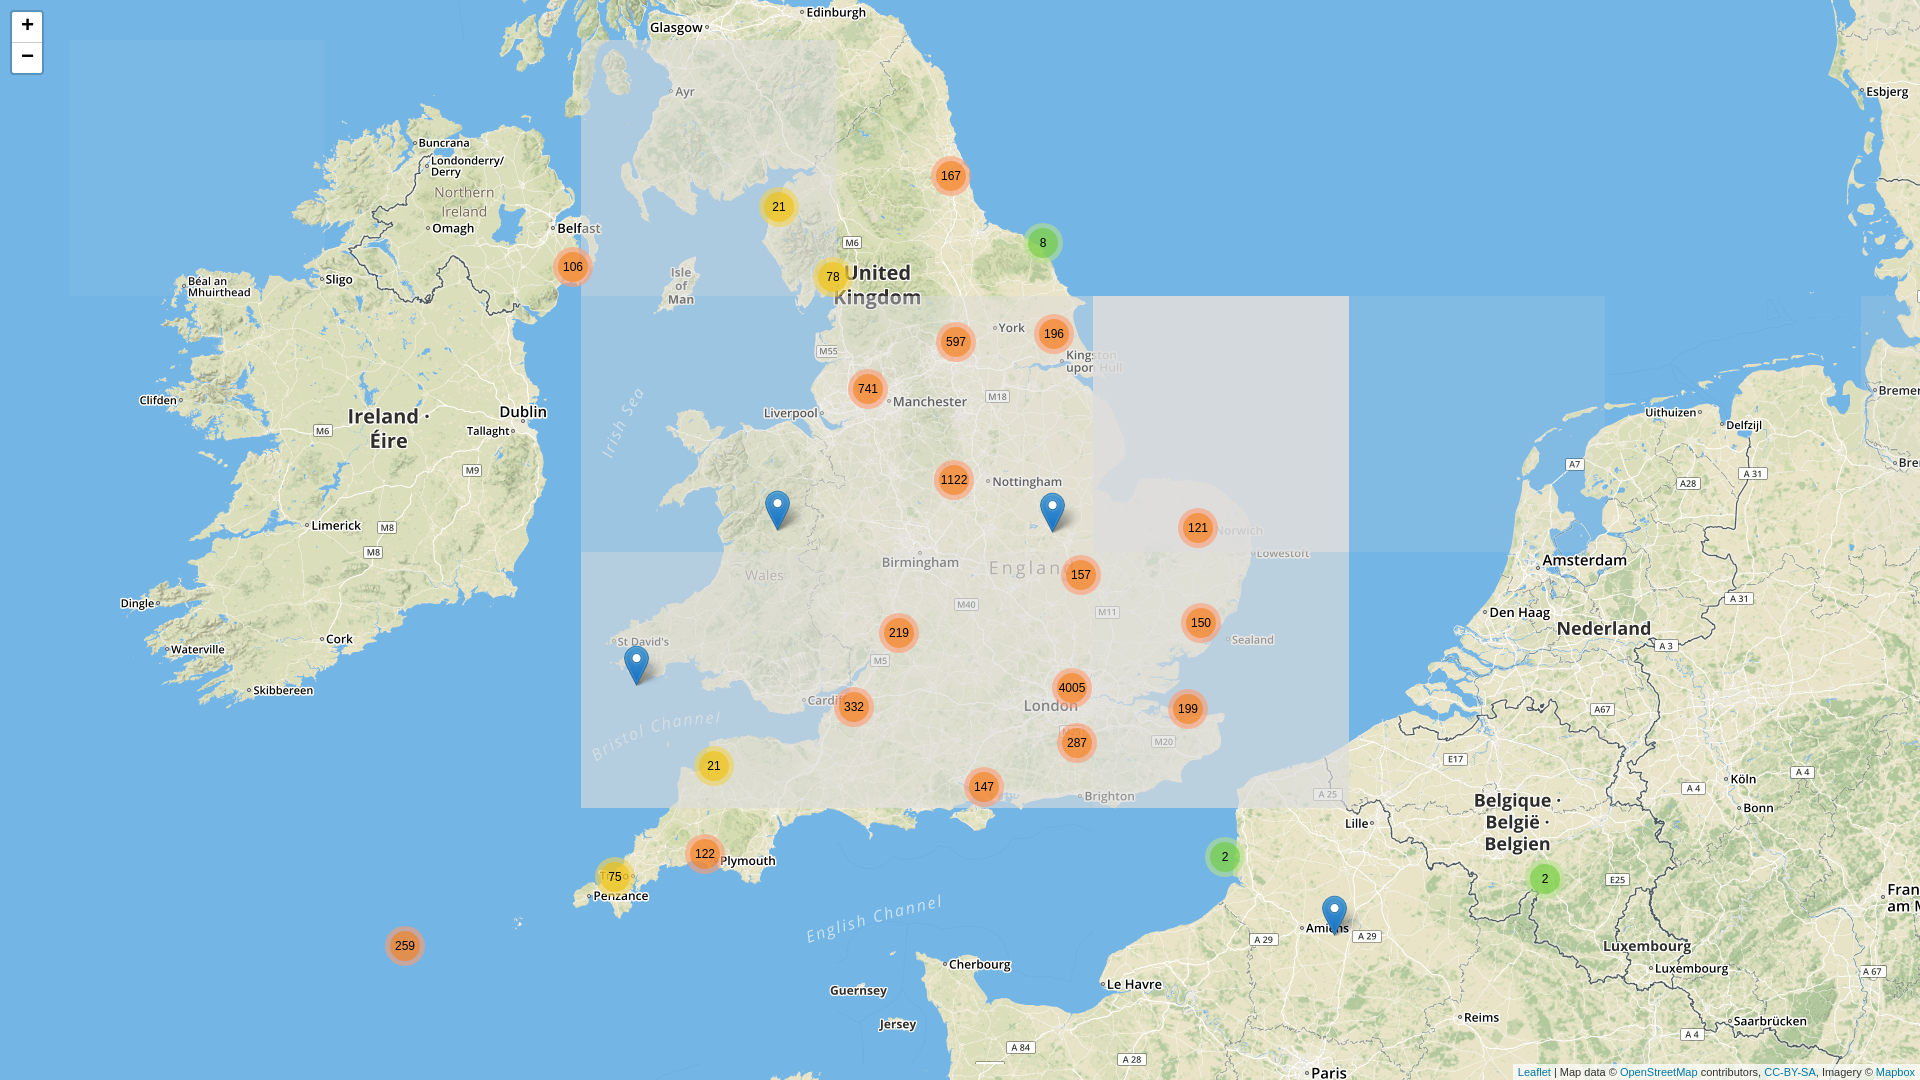 +
−
Edinburgh
Glasgow
Ayr
Esbjerg
Buncrana
Londonderry/
Derry
Northern
Ireland
Omagh
Belfast
167
21
8
M6
106
78
United
Kingdom
Isle
of
Man
Sligo
Béal an
Mhuirthead
York
196
597
M55
Kingston
upon Hull
741
Manchester
M18
Liverpool
Clifden
Dublin
Ireland ·
Éire
M6
Tallaght
M9
Irish Sea
Uithuizen
Delfzijl
Bremer
A7
A 31
A28
Bre
1122
Nottingham
Limerick
M8
M8
121
Norwich
Lowestoft
Birmingham
England
157
Wales
Amsterdam
Dingle
M40
M11
Den Haag
A 31
Nederland
150
Sealand
219
St David's
Cork
Waterville
M5
A 3
Skibbereen
4005
London
Cardiff
332
199
A67
Bristol Channel
287
M20
E17
21
147
Brighton
A 25
Köln
A 4
A 4
Bonn
Belgique ·
België ·
Belgien
Lille
122
Plymouth
2
75
Penzance
2
E25
Fran
am M
English Channel
259
Amiens
A 29
A 29
Luxembourg
Luxembourg
A 67
Cherbourg
Le Havre
Guernsey
Jersey
Reims
Saarbrücken
A 4
A 84
A 28
Paris
Leaflet | Map data © OpenStreetMap contributors, CC-BY-SA, Imagery © Mapbox